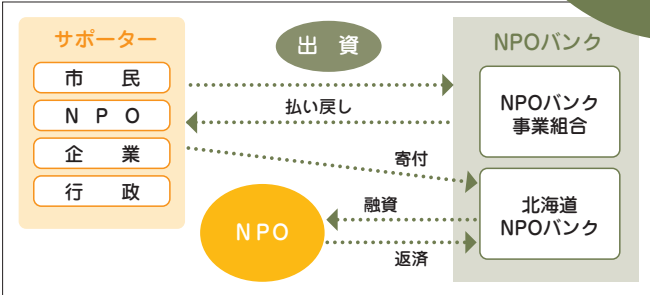 サポーター
市 民
N P O
企 業
行 政
出 資
払い戻し
寄付
融資
返済
NPO
NPOバンク
NPOバンク
事業組合
北海道
NPOバンク